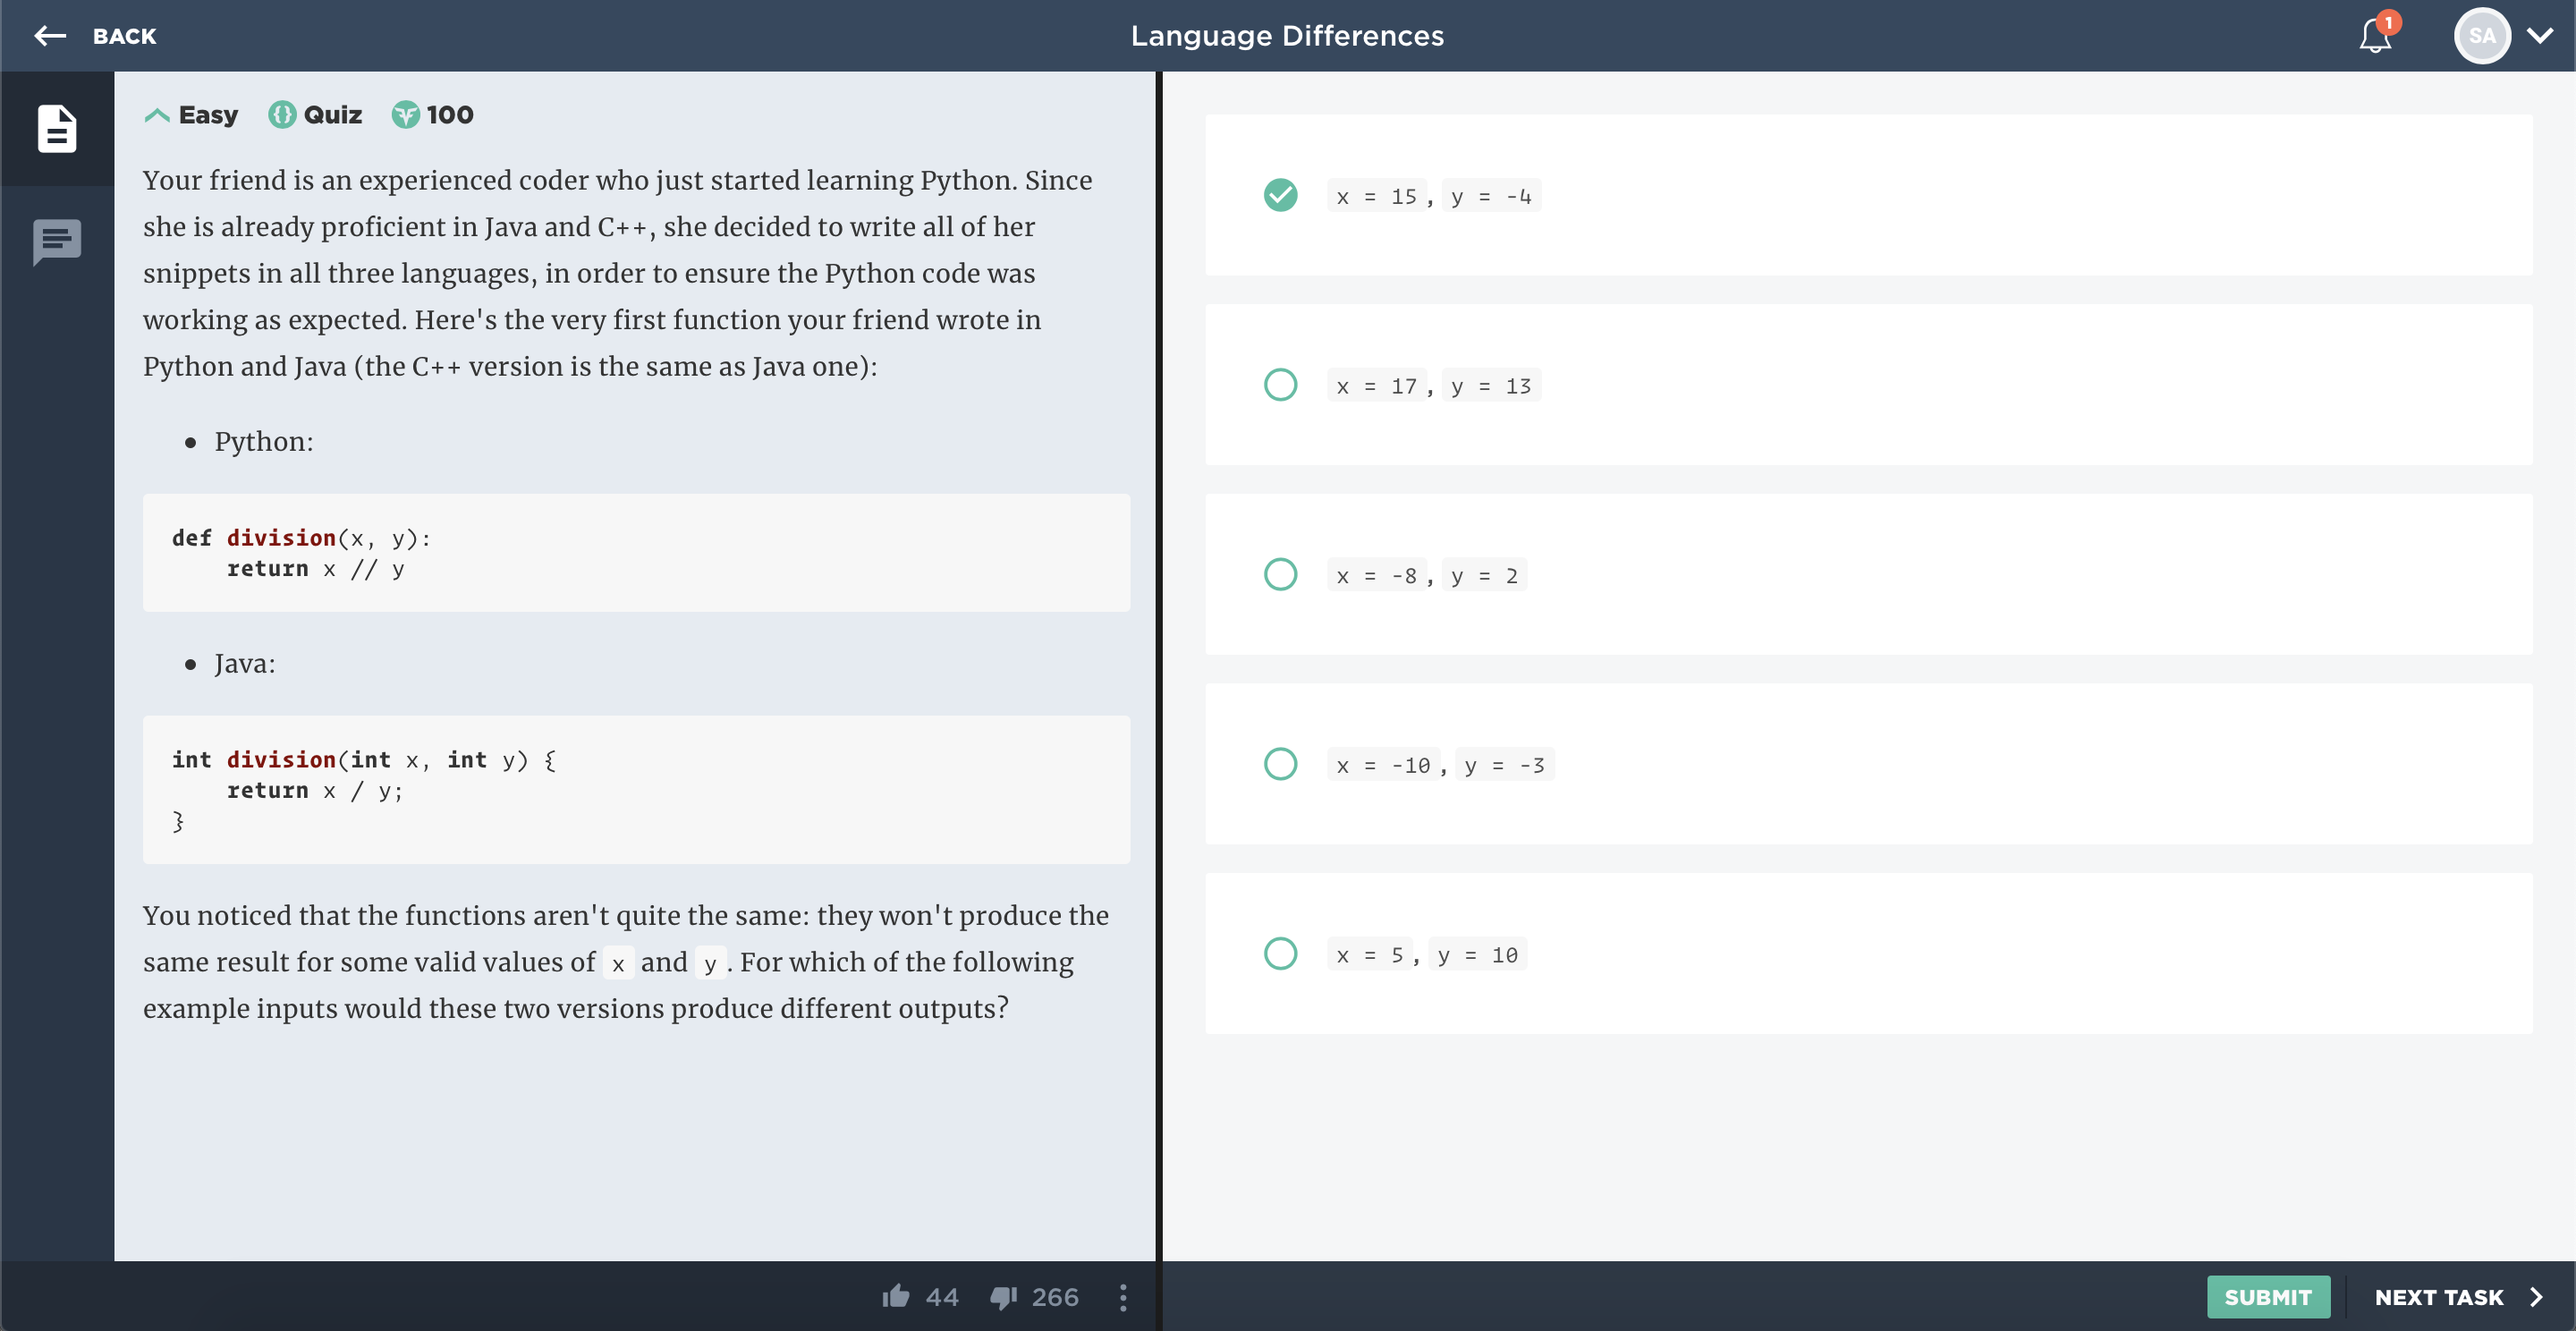 BACK
Language Differences
1
SA
Easy Quiz 100
Your friend is an experienced coder who just started learning Python. Since
she is already proficient in Java and C++, she decided to write all of her
snippets in all three languages, in order to ensure the Python code was
working as expected. Here's the very first function your friend wrote in
Python and Java (the C++ version is the same as Java one):
• Python:
def division(x, y):
    return x // y
• Java:
int division(int x, int y) {
    return x / y;
}
You noticed that the functions aren't quite the same: they won't produce the
same result for some valid values of x and y. For which of the following
example inputs would these two versions produce different outputs?
x = 15, y = -4
x = 17, y = 13
x = -8, y = 2
x = -10, y = -3
x = 5, y = 10
44 266
SUBMIT
NEXT TASK